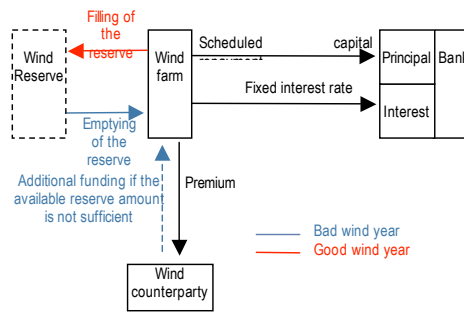 Filling of
the reserve
Wind
Reserve
Wind
farm
Scheduled capital
Principal
Bank
Fixed interest rate
Interest
Emptying
of the
reserve
Additional funding if the
available reserve amount
is not sufficient
Premium
Bad wind year
Good wind year
Wind
counterparty